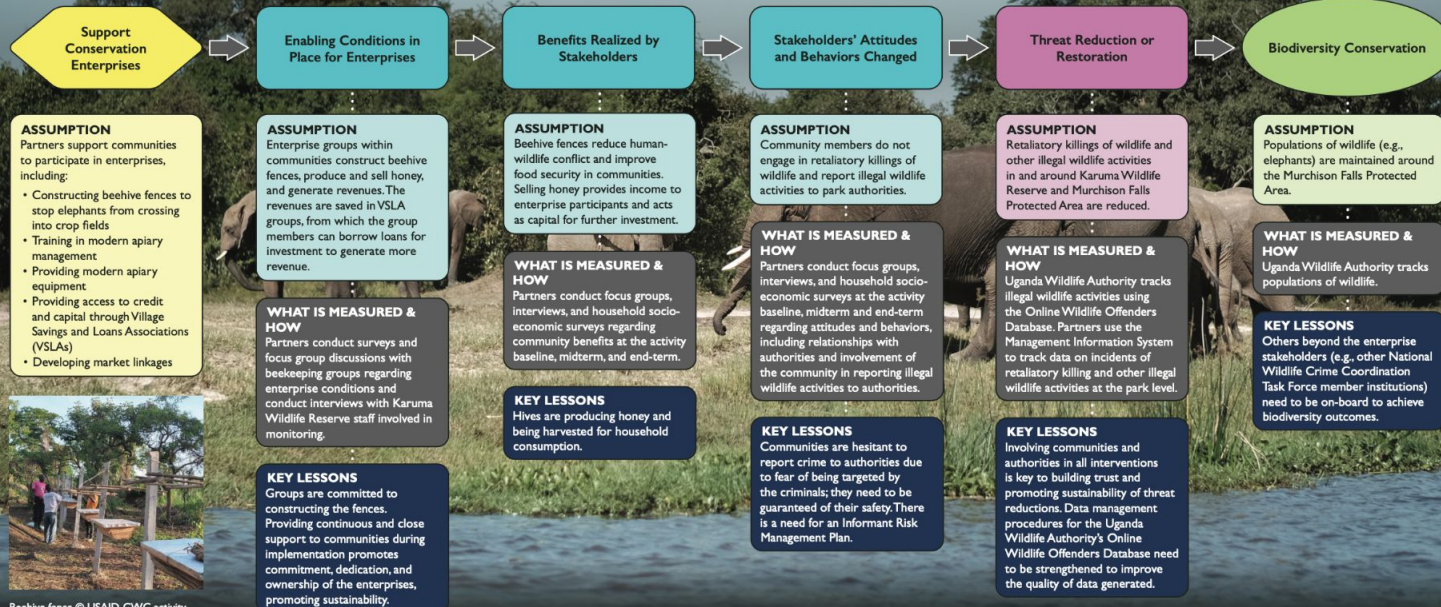 Support
Conservation
Enterprises
Enabling Conditions in
Place for Enterprises
Benefits Realized by
Stakeholders
Stakeholders' Attitudes
and Behaviors Changed
Threat Reduction or
Restoration
Biodiversity Conservation
ASSUMPTION
Partners support communities
to participate in enterprises,
including:
• Constructing beehive fences to
stop elephants from crossing
into crop fields
• Training in modern apiary
management
• Providing modern apiary
equipment
• Providing access to credit
and capital through Village
Savings and Loans Associations
(VSLAs)
• Developing market linkages
Beehive fence © USAID CWC activity
ASSUMPTION
Enterprise groups within
communities construct beehive
fences, produce and sell honey,
and generate revenues. The
revenues are saved in VSLA
groups, from which the group
members can borrow loans for
investment to generate more
revenue.
WHAT IS MEASURED &
HOW
Partners conduct surveys and
focus group discussions with
beekeeping groups regarding
enterprise conditions and
conduct interviews with Karuma
Wildlife Reserve staff involved in
monitoring.
KEY LESSONS
Groups are committed to
constructing the fences.
Providing continuous and close
support to communities during
implementation promotes
commitment, dedication, and
ownership of the enterprises,
promoting sustainability.
ASSUMPTION
Beehive fences reduce human-
wildlife conflict and improve
food security in communities.
Selling honey provides income to
enterprise participants and acts
as capital for further investment.
WHAT IS MEASURED &
HOW
Partners conduct focus groups,
interviews, and household socio-
economic surveys regarding
community benefits at the activity
baseline, midterm, and end-term.
KEY LESSONS
Hives are producing honey and
being harvested for household
consumption.
ASSUMPTION
Community members do not
engage in retaliatory killings of
wildlife and report illegal wildlife
activities to park authorities.
WHAT IS MEASURED &
HOW
Partners conduct focus groups,
interviews, and household socio-
economic surveys at the activity
baseline, midterm and end-term
regarding attitudes and behaviors,
including relationships with
authorities and involvement of
the community in reporting illegal
wildlife activities to authorities.
KEY LESSONS
Communities are hesitant to
report crime to authorities due
to fear of being targeted by
the criminals; they need to be
guaranteed of their safety. There
is a need for an Informant Risk
Management Plan.
ASSUMPTION
Retaliatory killings of wildlife and
other illegal wildlife activities
in and around Karuma Wildlife
Reserve and Murchison Falls
Protected Area are reduced.
WHAT IS MEASURED &
HOW
Uganda Wildlife Authority tracks
illegal wildlife activities using
the Online Wildlife Offenders
Database. Partners use the
Management Information System
to track data on incidents of
retaliatory killing and other illegal
wildlife activities at the park level.
KEY LESSONS
Involving communities and
authorities in all interventions
is key to building trust and
promoting sustainability of threat
reductions. Data management
procedures for the Uganda
Wildlife Authority's Online
Wildlife Offenders Database need
to be strengthened to improve
the quality of data generated.
ASSUMPTION
Populations of wildlife (e.g.,
elephants) are maintained around
the Murchison Falls Protected
Area.
WHAT IS MEASURED &
HOW
Uganda Wildlife Authority tracks
populations of wildlife.
KEY LESSONS
Others beyond the enterprise
stakeholders (e.g., other National
Wildlife Crime Coordination
Task Force member institutions)
need to be on-board to achieve
biodiversity outcomes.